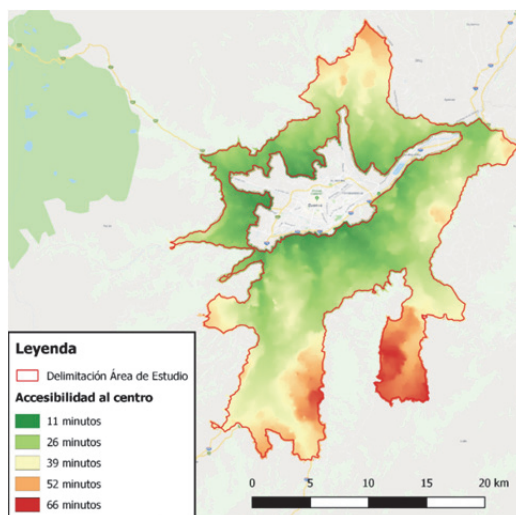 Leyenda
Delimitación Área de Estudio
Accesibilidad al centro
11 minutos
26 minutos
39 minutos
52 minutos
66 minutos
0 5 10 15 20 km